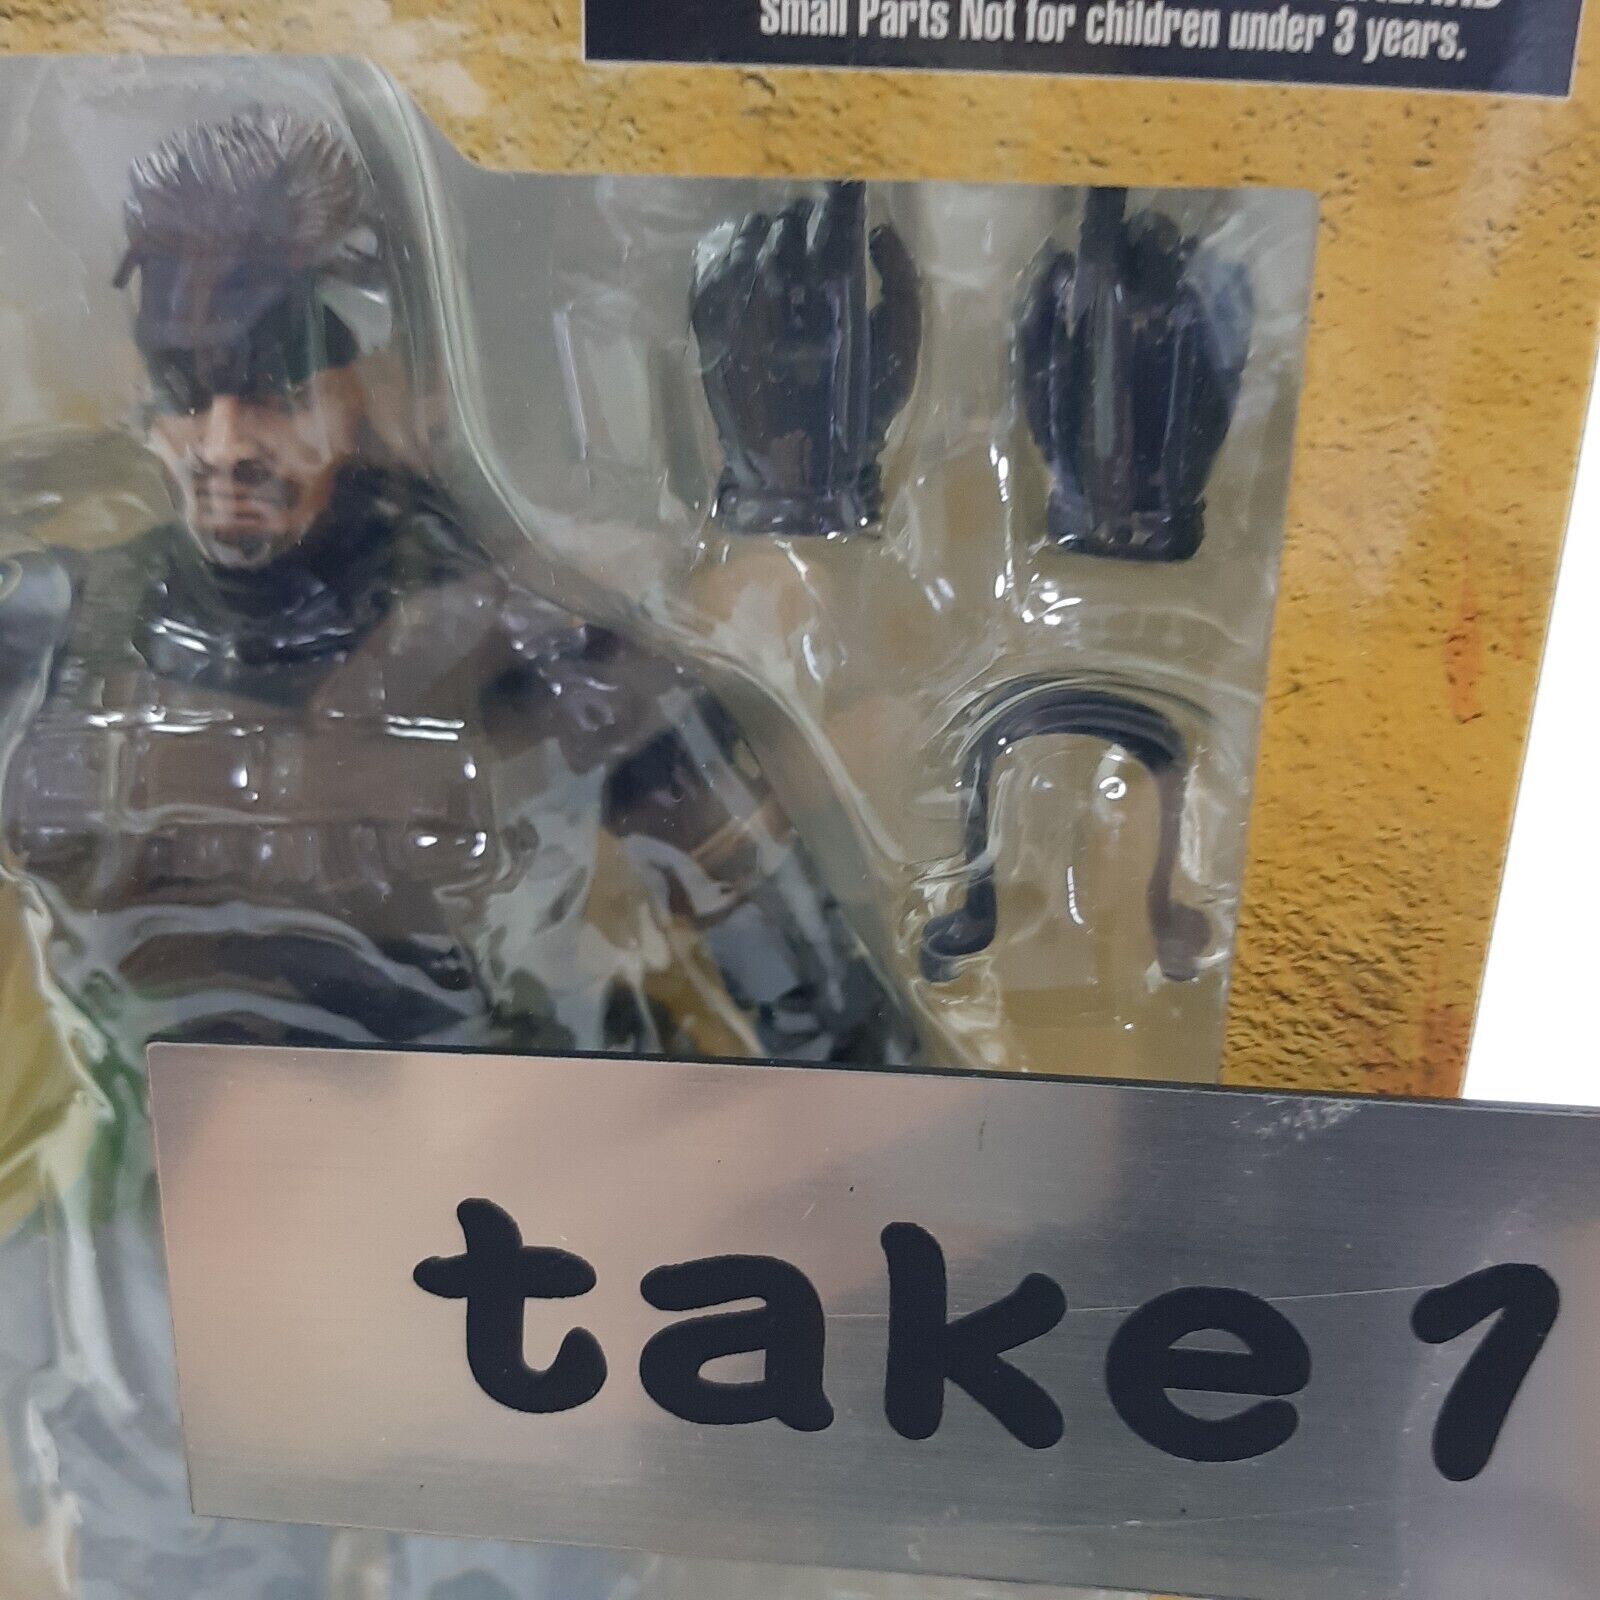 Small Parts Not for children under 3 years.
take 1